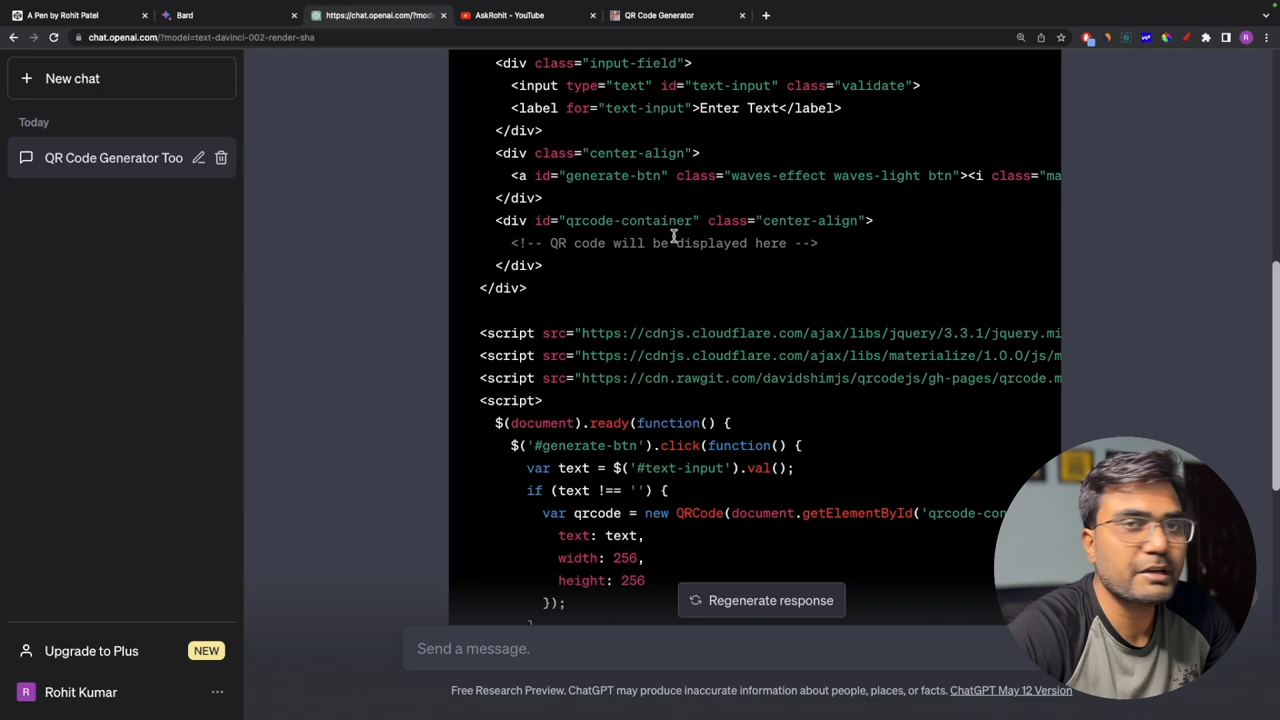 A Pen by Rohit Patel
Bard
https://chat.openai.com/?mode
AskRohit - YouTube
QR Code Generator
chat.openai.com/?model=text-davinci-002-render-sha
R
New chat
Today
QR Code Generator Too
<div class="input-field">
<input type="text" id="text-input" class="validate">
<label for="text-input">Enter Text</label>
</div>
<div class="center-align">
<a id="generate-btn" class="waves-effect waves-light btn"><i class="ma
</div>
<div id="qrcode-container" class="center-align">
<!-- QR code will be displayed here -->
</div>
</div>
<script src="https://cdnjs.cloudflare.com/ajax/libs/jquery/3.3.1/jquery.mi
<script src="https://cdnjs.cloudflare.com/ajax/libs/materialize/1.0.0/js/m
<script src="https://cdn.rawgit.com/davidshimjs/qrcodejs/gh-pages/qrcode.m
<script>
$(document).ready(function() {
$('#generate-btn').click(function() {
var text = $('#text-input').val();
if (text !== '') {
var qrcode = new QRCode(document.getElementById('qrcode-con
text: text,
width: 256,
height: 256
});
}
Regenerate response
Send a message.
Upgrade to Plus
NEW
R
Rohit Kumar
Free Research Preview. ChatGPT may produce inaccurate information about people, places, or facts. ChatGPT May 12 Version